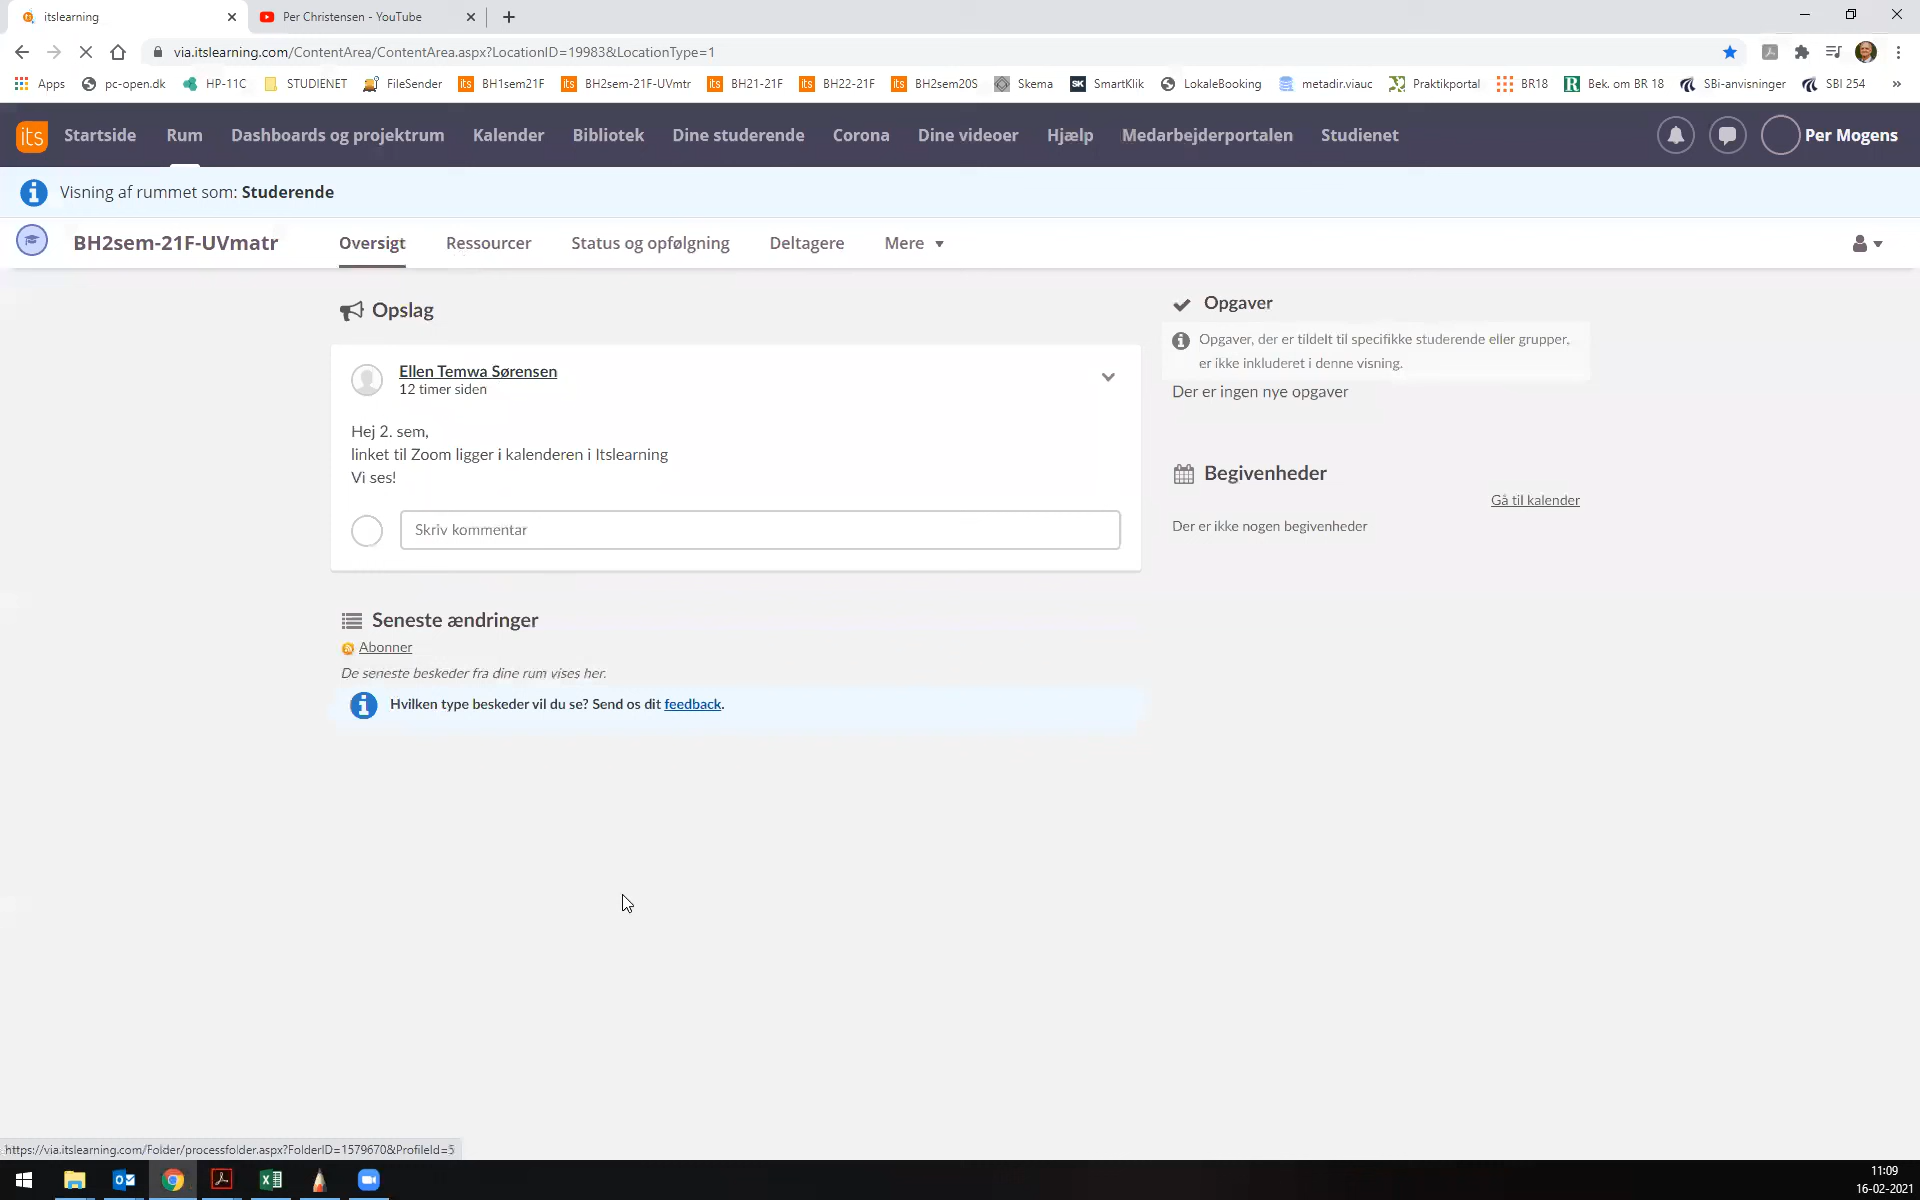 itslearning
Per Christensen - YouTube
via.itslearning.com/ContentArea/ContentArea.aspx?LocationID=19983&LocationType=1
Apps pc-open.dk HP-11C STUDIENET FileSender its BH1sem21F its BH2sem-21F-UVmtr its BH21-21F its BH22-21F its BH2sem20S Skema SK SmartKlik LokaleBooking metadir.viauc Praktikportal BR18 R Bek. om BR 18 SBi-anvisninger SBI 254 »
its Startside Rum Dashboards og projektrum Kalender Bibliotek Dine studerende Corona Dine videoer Hjælp Medarbejderportalen Studienet Per Mogens
Visning af rummet som: Studerende
BH2sem-21F-UVmatr Oversigt Ressourcer Status og opfølgning Deltagere Mere
Opslag
Ellen Temwa Sørensen
12 timer siden
Hej 2. sem,
linket til Zoom ligger i kalenderen i Itslearning
Vi ses!
Skriv kommentar
Seneste ændringer
Abonner
De seneste beskeder fra dine rum vises her.
Hvilken type beskeder vil du se? Send os dit feedback.
Opgaver
Opgaver, der er tildelt til specifikke studerende eller grupper,
er ikke inkluderet i denne visning.
Der er ingen nye opgaver
Begivenheder
Gå til kalender
Der er ikke nogen begivenheder
https://via.itslearning.com/Folder/processfolder.aspx?FolderID=1579670&ProfileId=5
11:09
16-02-2021